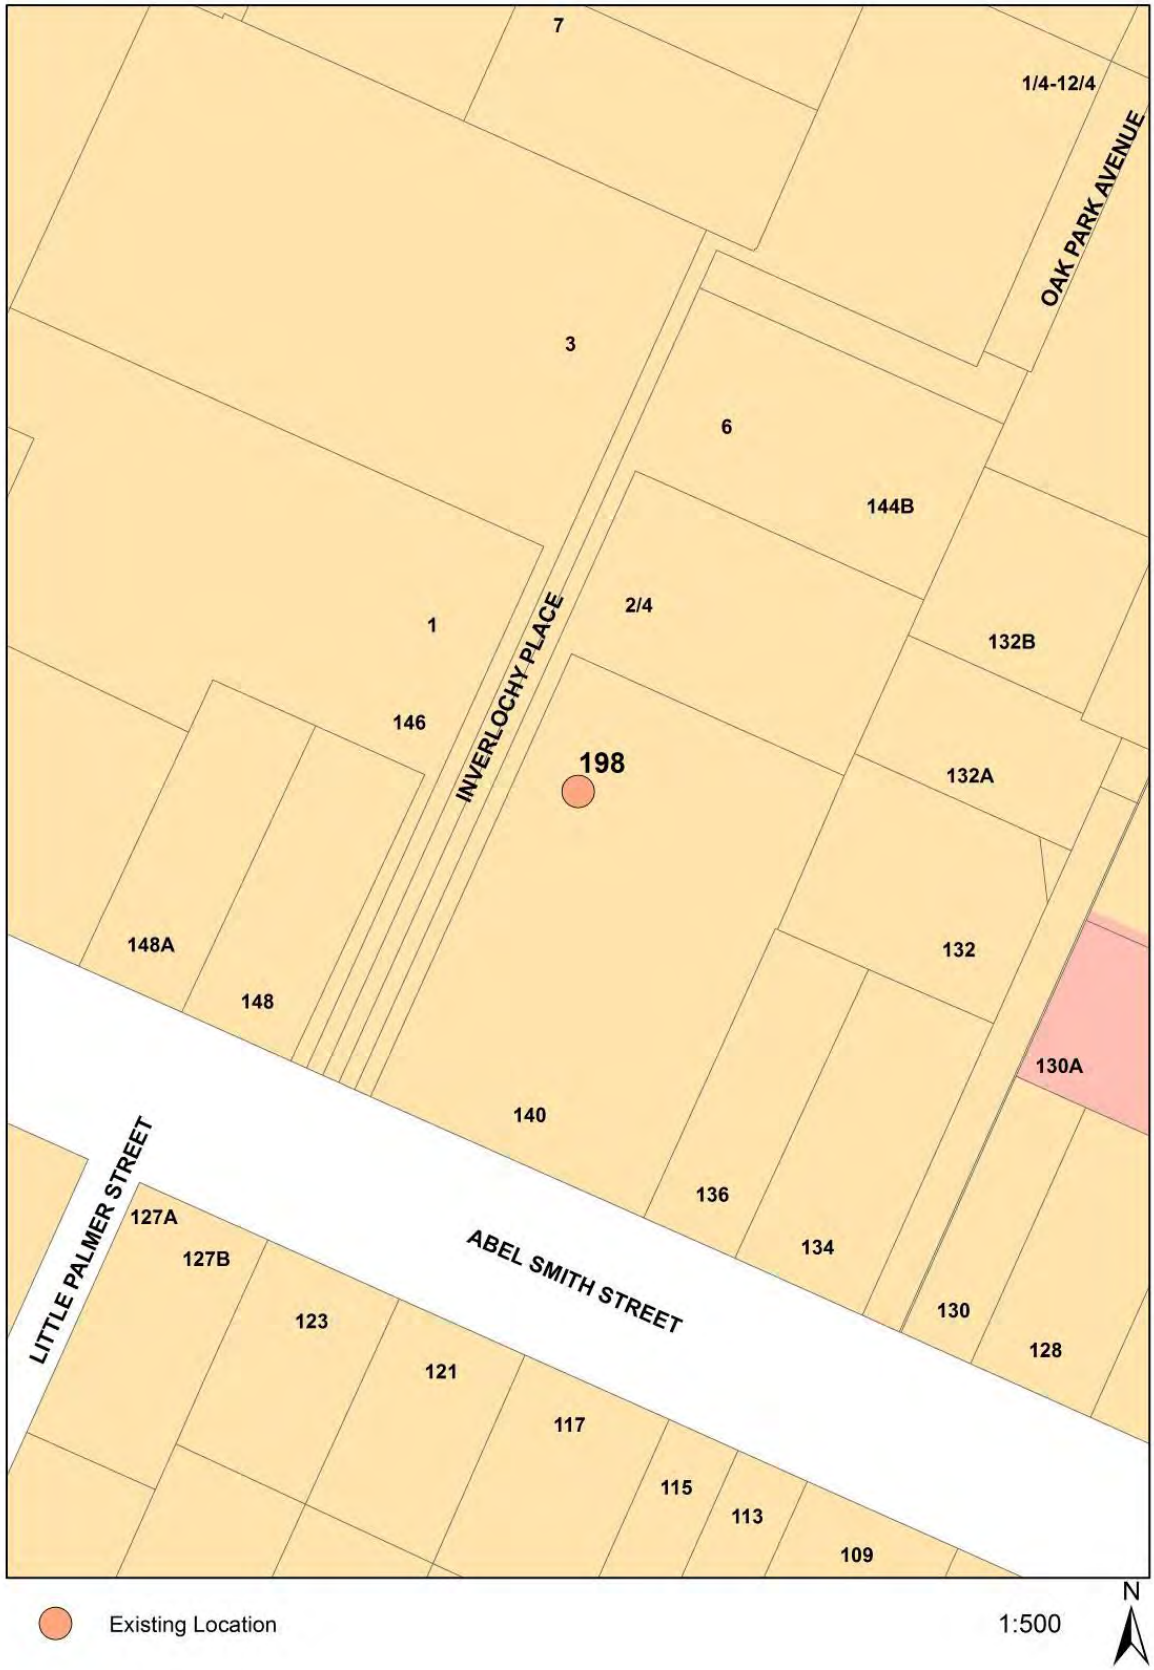 7
1/4-12/4
OAK PARK AVENUE
3
6
144B
2/4
1
132B
INVERLOCHY PLACE
146
198
132A
148A
132
148
130A
140
136
LITTLE PALMER STREET
127A
134
127B
ABEL SMITH STREET
130
123
128
121
117
115
113
109
N
Existing Location
1:500